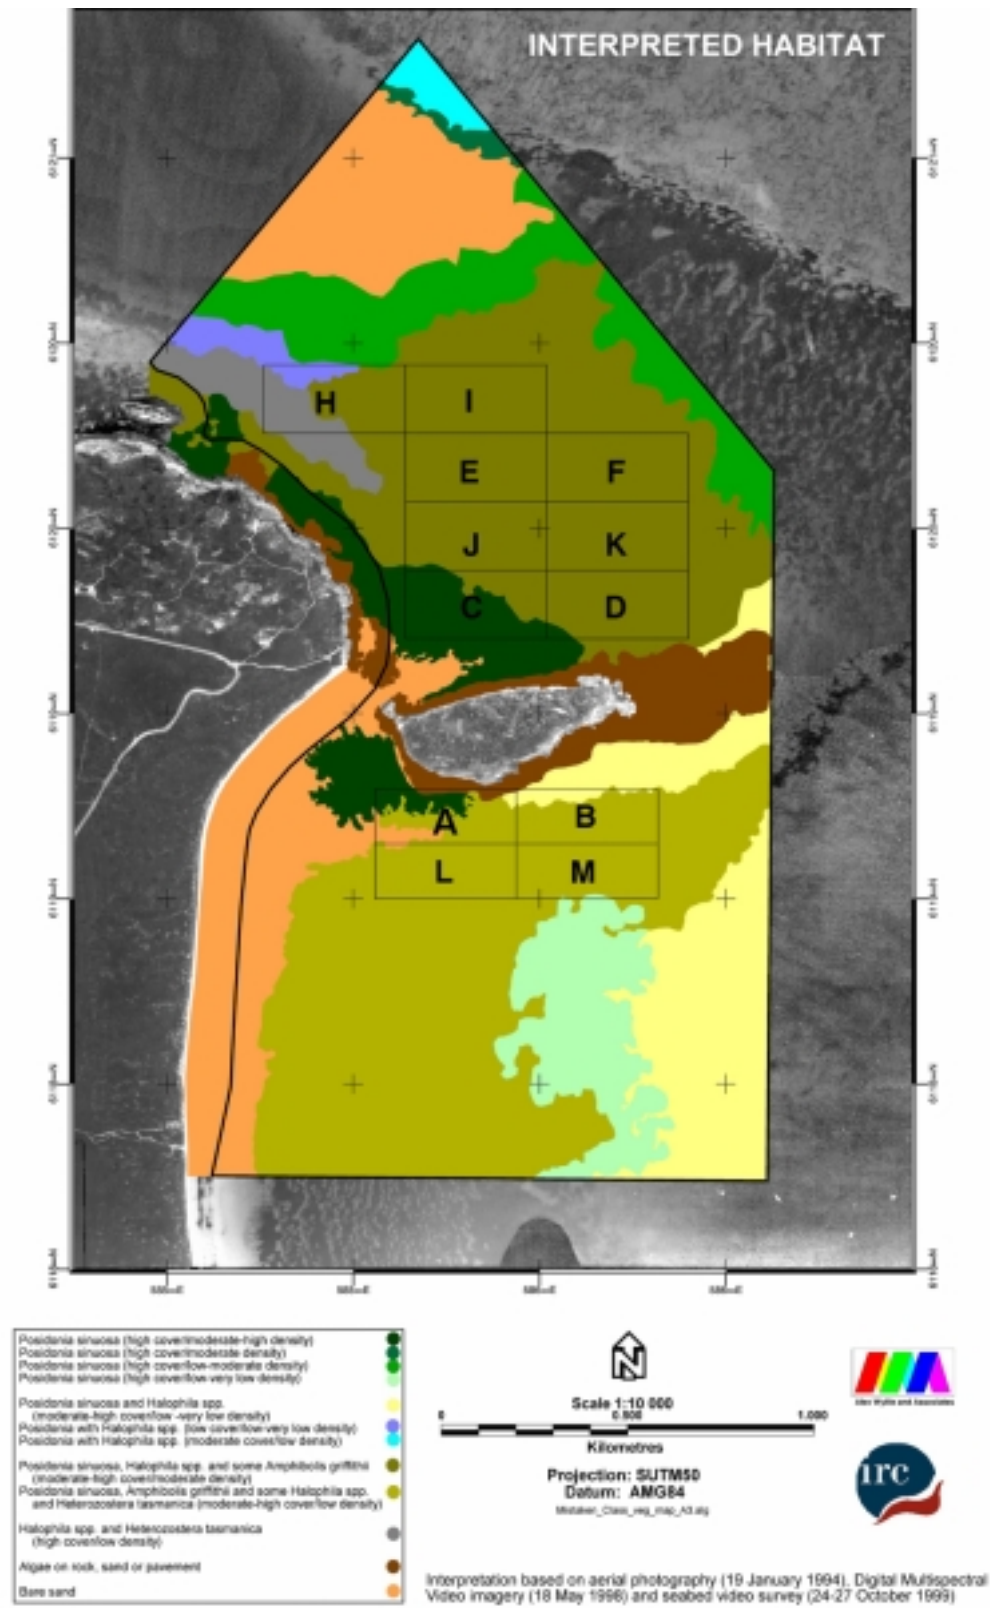 INTERPRETED HABITAT
H
I
E
F
J
K
C
D
A
B
L
M
Posidonia sinuosa (high cover/moderate-high density)
Posidonia sinuosa (high cover/moderate density)
Posidonia sinuosa (high cover/low-moderate density)
Posidonia sinuosa (high cover/low-very low density)
Posidonia sinuosa and Halophila spp.
(moderate-high cover/low -very low density)
Posidonia with Halophila spp. (low cover/low-very low density)
Posidonia with Halophila spp. (moderate cover/low density)
Posidonia sinuosa, Halophila spp. and some Amphibolis griffithii
(moderate-high cover/moderate density)
Posidonia sinuosa, Amphibolis griffithii and some Halophila spp.
and Heterozostera tasmanica (moderate-high cover/low density)
Halophila spp. and Heterozostera tasmanica
(high cover/low density)
Algae on rock, sand or pavement
Bare sand
N
Scale 1:10 000
0 0.500 1.000
Kilometres
Projection: SUTM50
Datum: AMG84
Mistaken_Class_veg_map_A3.alg
Alex Wyllie and Associates
irc
Interpretation based on aerial photography (19 January 1994), Digital Multispectral
Video imagery (18 May 1998) and seabed video survey (24-27 October 1999)